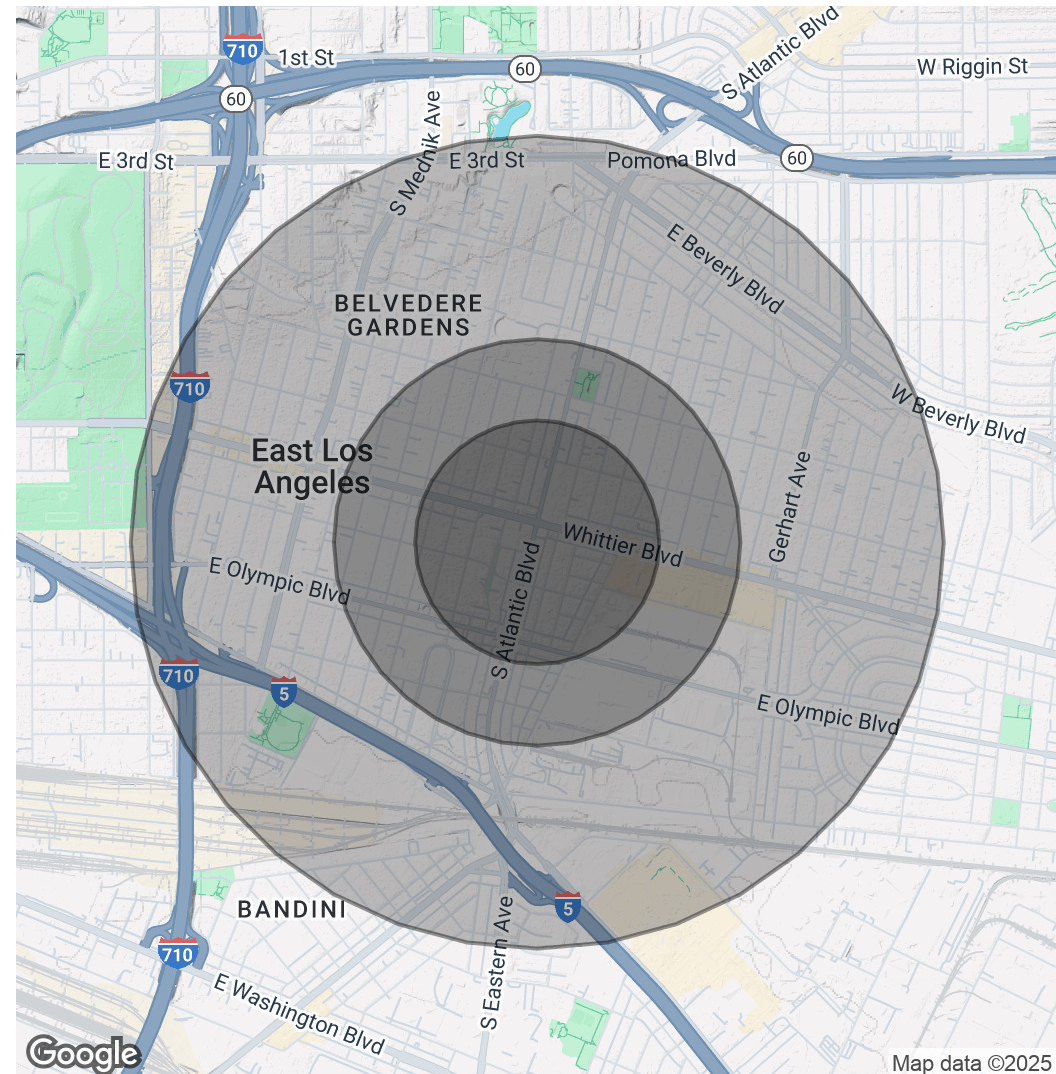 710
1st St
60
S Atlantic Blvd
W Riggin St
60
E 3rd St
S Mednik Ave
E 3rd St
Pomona Blvd
60
E Beverly Blvd
BELVEDERE
GARDENS
710
W Beverly Blvd
East Los
Angeles
Gerhart Ave
Whittier Blvd
E Olympic Blvd
S Atlantic Blvd
710
5
E Olympic Blvd
BANDINI
5
S Eastern Ave
710
E Washington Blvd
Google
Map data ©2025